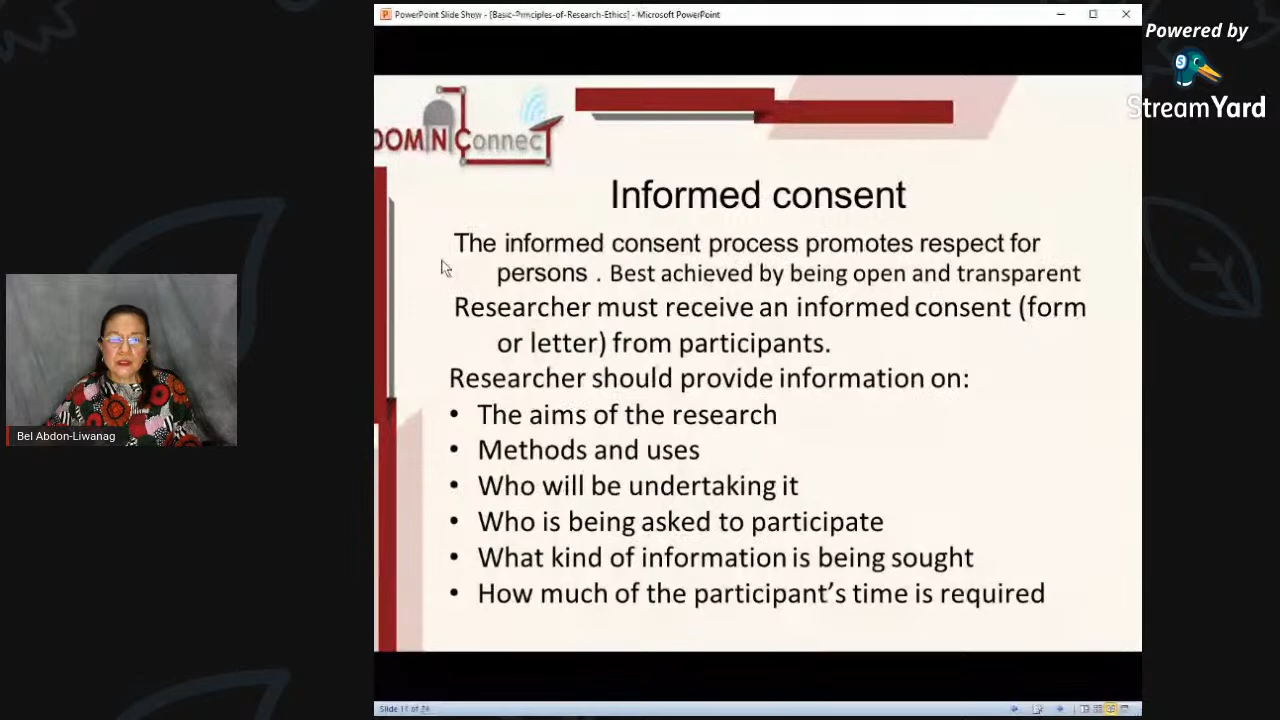 PowerPoint Slide Show - [Basic-Principles-of-Research-Ethics] - Microsoft PowerPoint
Powered by
StreamYard
DOMINConnecT
Informed consent
The informed consent process promotes respect for
persons . Best achieved by being open and transparent
Researcher must receive an informed consent (form
or letter) from participants.
Researcher should provide information on:
• The aims of the research
• Methods and uses
• Who will be undertaking it
• Who is being asked to participate
• What kind of information is being sought
• How much of the participant's time is required
Bel Abdon-Liwanag
Slide 11 of